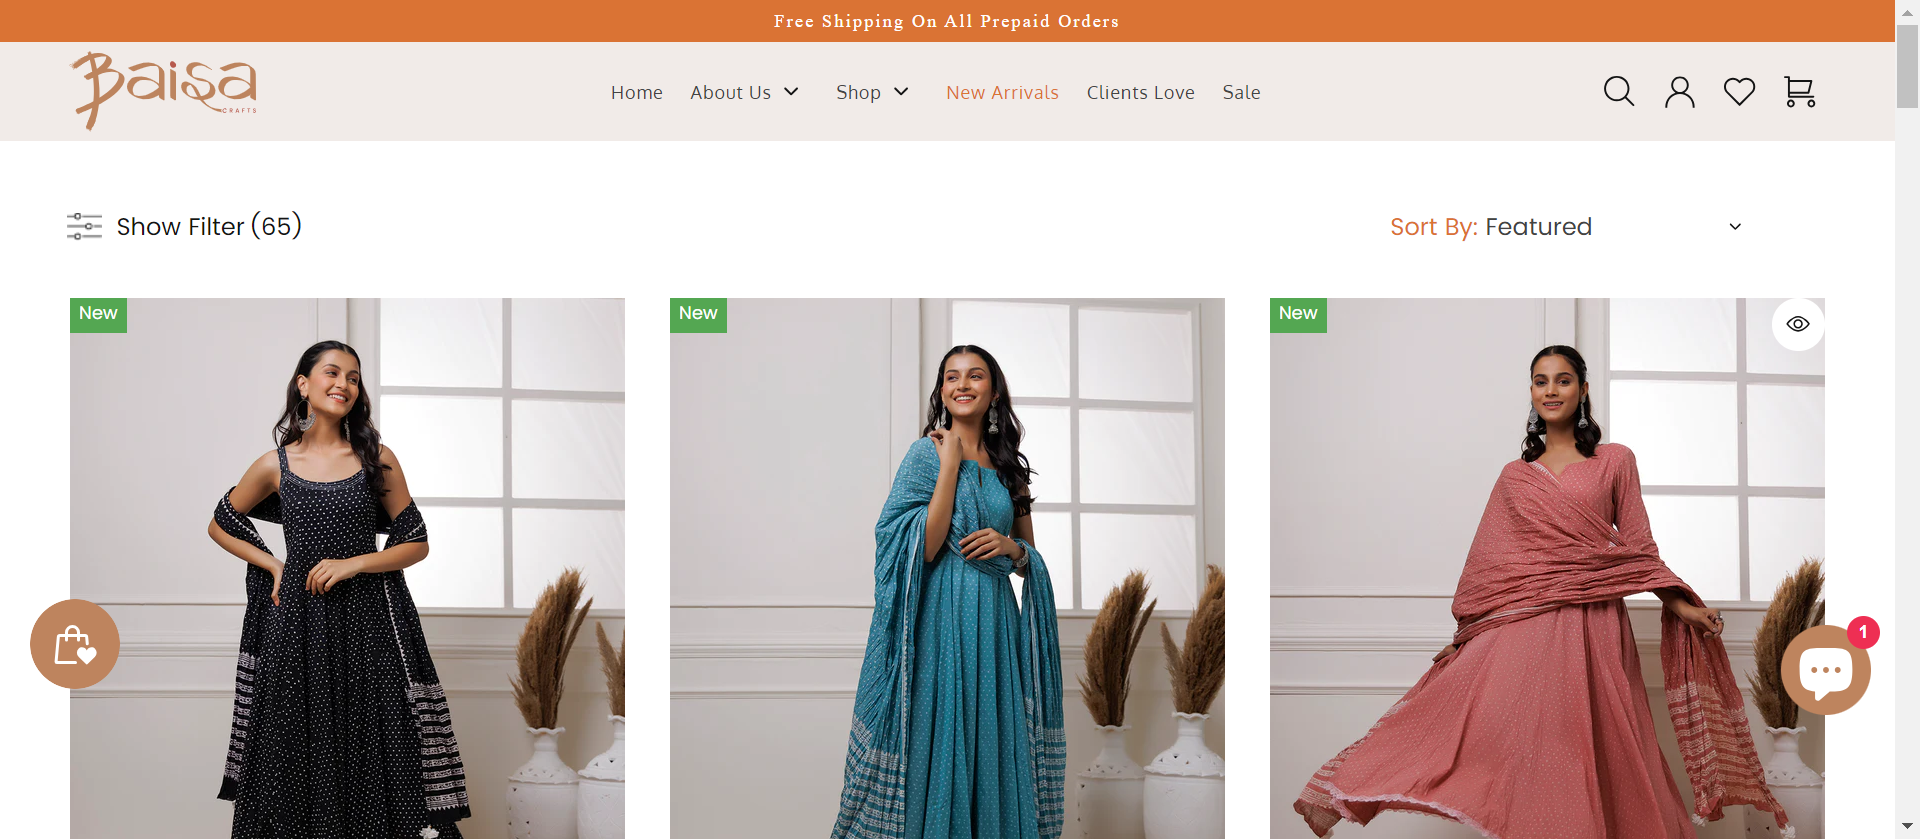 Free Shipping On All Prepaid Orders
Baisa
CRAFTS
Home About Us Shop New Arrivals Clients Love Sale
Show Filter (65)
Sort By: Featured
New
New
New
1